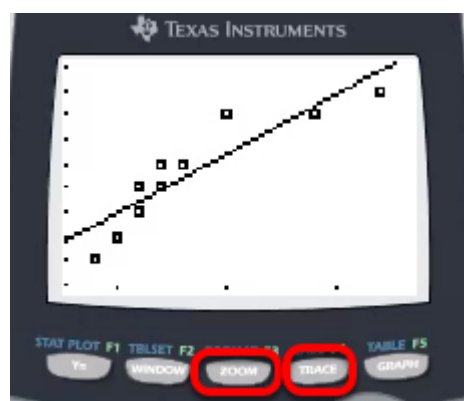 TEXAS INSTRUMENTS
STAT PLOT F1 TBLSET F2 TABLE F5
Y= WINDOW ZOOM TRACE GRAPH